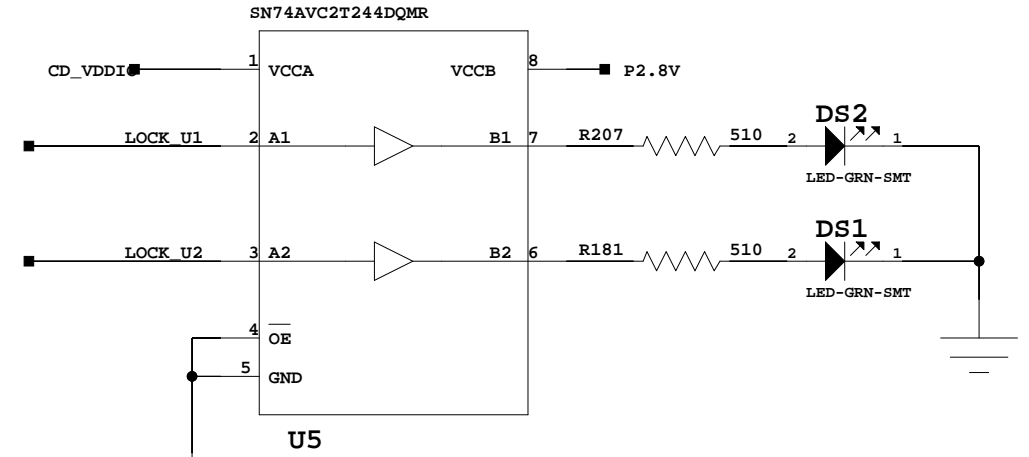 SN74AVC2T244DQMR
CD_VDDIO 1 VCCA VCCB 8 P2.8V
DS2
LOCK_U1 2 A1 B1 7 R207 510 2 1
LED-GRN-SMT
DS1
LOCK_U2 3 A2 B2 6 R181 510 2 1
LED-GRN-SMT
4 OE
5 GND
U5